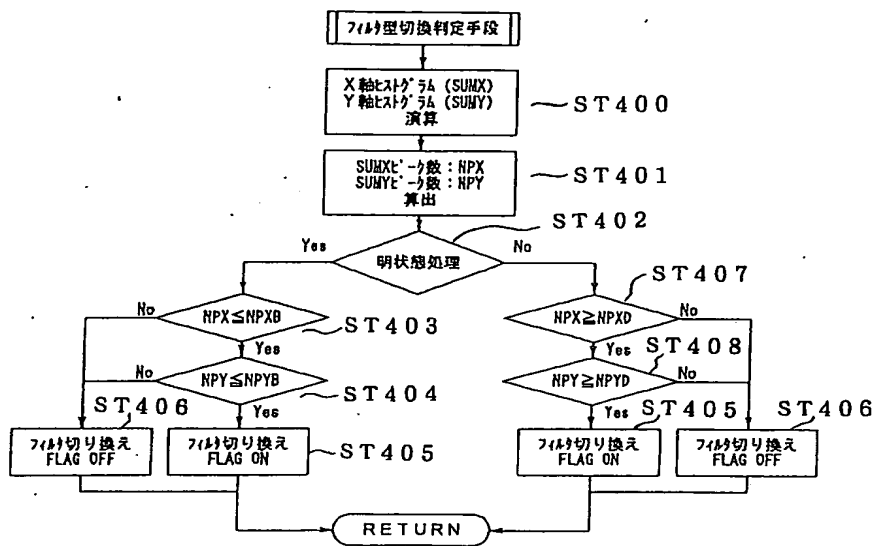 フィルタ型切換判定手段
X軸ヒストグラム (SUMX)
Y軸ヒストグラム (SUMY)
演算
ST400
SUMXピーク数:NPX
SUMYピーク数:NPY
算出
ST401
ST402
Yes
No
明状態処理
ST407
No
NPX≦NPXB
ST403
NPX≧NPXD
No
Yes
Yes
ST408
No
NPY≦NPYB
ST404
NPY≧NPYD
No
ST406
Yes
Yes
ST405
ST406
フィルタ切り換え
FLAG OFF
フィルタ切り換え
FLAG ON
ST405
フィルタ切り換え
FLAG ON
フィルタ切り換え
FLAG OFF
RETURN